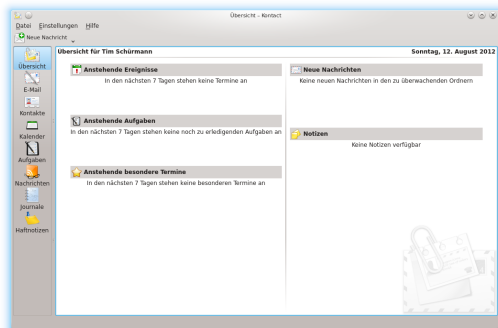 Übersicht - Kontact
Datei Einstellungen Hilfe
Neue Nachricht
Übersicht
E-Mail
Kontakte
Kalender
Aufgaben
Nachrichten
Journale
Haftnotizen
Übersicht für Tim Schürmann
Sonntag, 12. August 2012
Anstehende Ereignisse
In den nächsten 7 Tagen stehen keine Termine an
Anstehende Aufgaben
In den nächsten 7 Tagen stehen keine noch zu erledigenden Aufgaben an
Anstehende besondere Termine
In den nächsten 7 Tagen stehen keine besonderen Termine an
Neue Nachrichten
Keine neuen Nachrichten in den zu überwachenden Ordnern
Notizen
Keine Notizen verfügbar